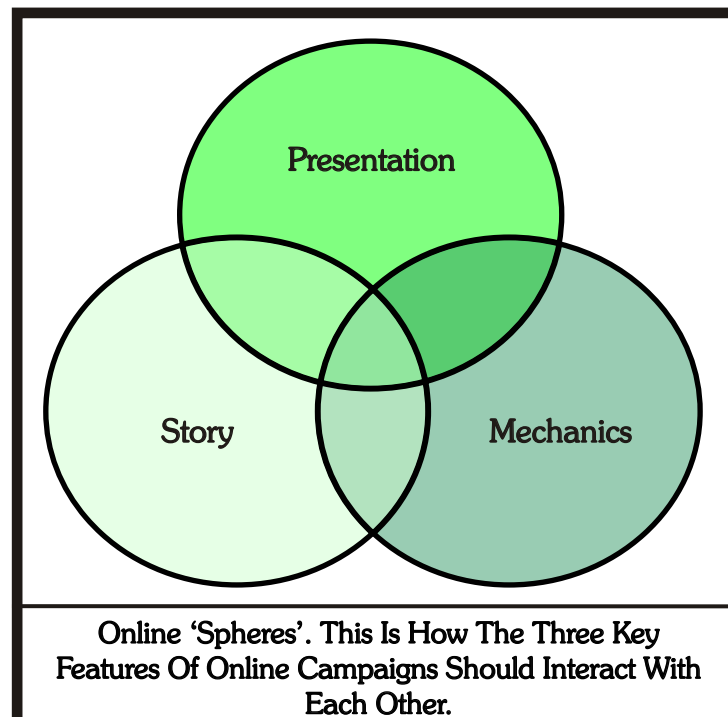 Presentation
Story
Mechanics
Online ‘Spheres’. This Is How The Three Key
Features Of Online Campaigns Should Interact With
Each Other.